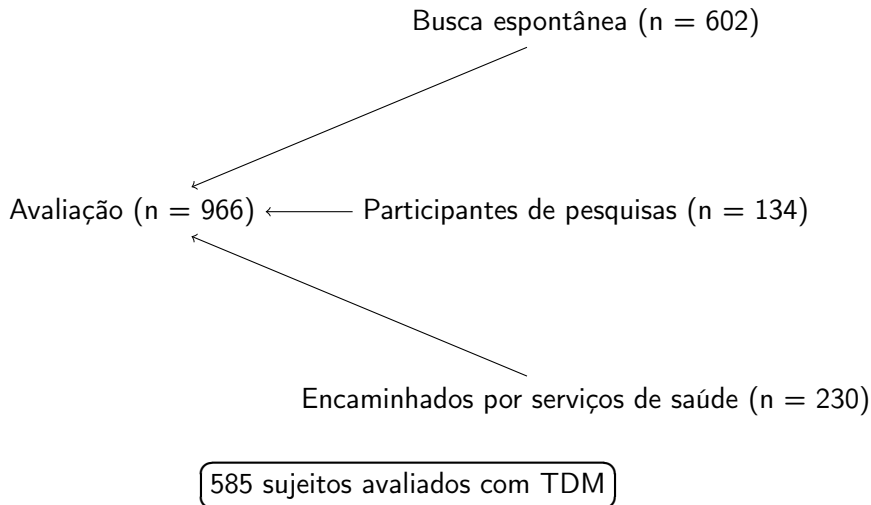 Busca espontânea (n = 602)
Avaliação (n = 966)
Participantes de pesquisas (n = 134)
Encaminhados por serviços de saúde (n = 230)
585 sujeitos avaliados com TDM